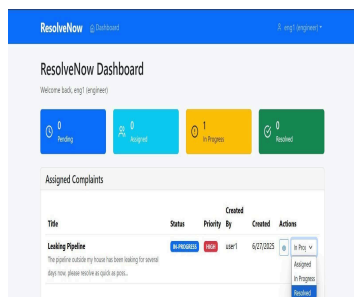 ResolveNow Dashboard eng1 (engineer)
ResolveNow Dashboard
Welcome back, eng1 (engineer)
0 0 1 0
Pending Assigned In Progress Resolved
Assigned Complaints
Title Status Priority Created By Created Actions
Leaking Pipeline IN-PROGRESS HIGH user1 6/27/2025 In Prog
The pipeline outside my house has been leaking for several
days now, please resolve as quick as poss...
Assigned
In Progress
Resolved